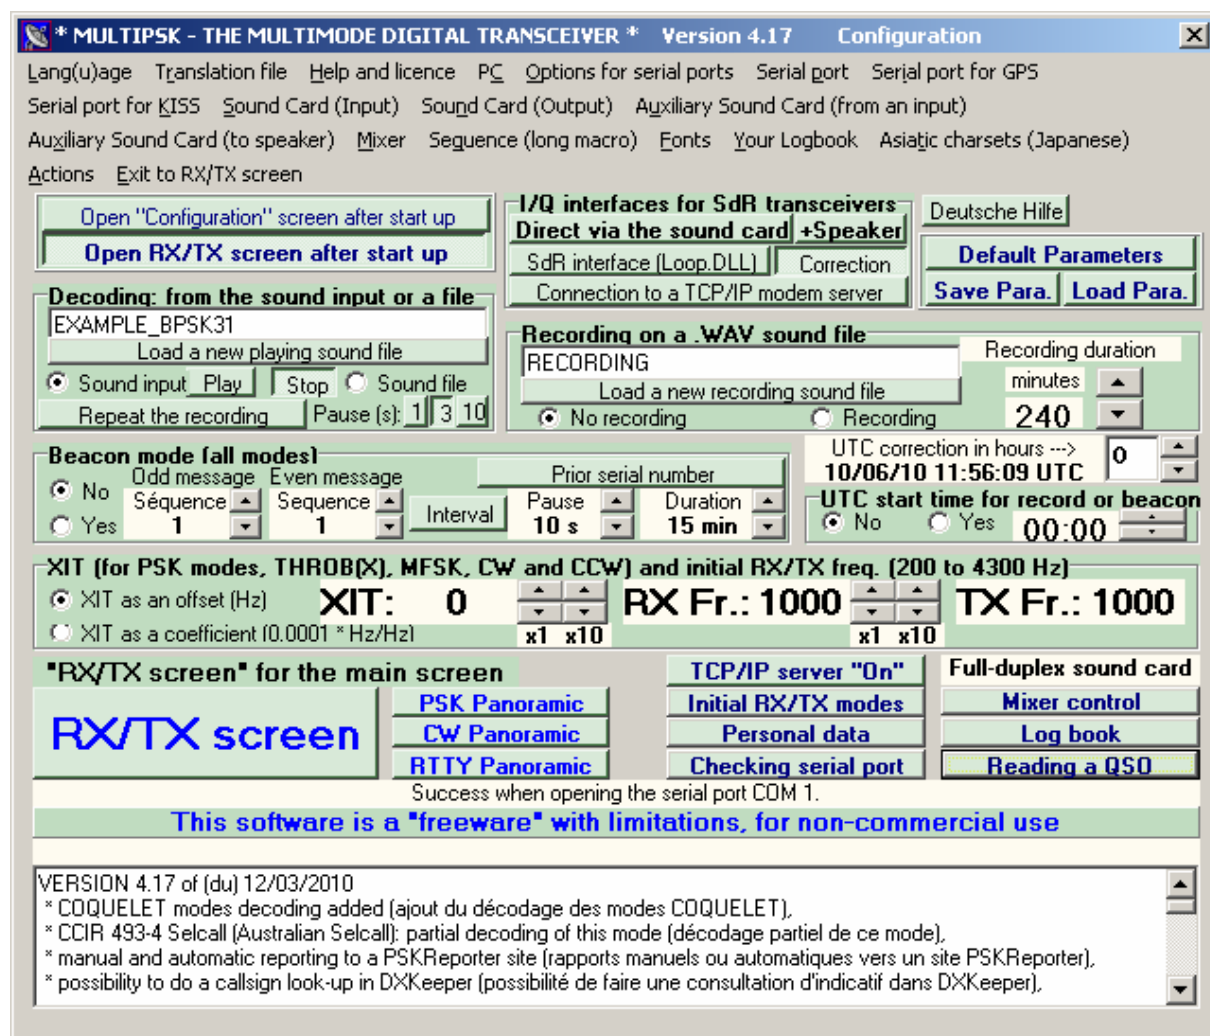 * MULTIPSK - THE MULTIMODE DIGITAL TRANSCEIVER * Version 4.17 Configuration
Lang(u)age Translation file Help and licence PC Options for serial ports Serial port Serial port for GPS
Serial port for KISS Sound Card (Input) Sound Card (Output) Auxiliary Sound Card (from an input)
Auxiliary Sound Card (to speaker) Mixer Sequence (long macro) Fonts Your Logbook Asiatic charsets (Japanese)
Actions Exit to RX/TX screen
Open "Configuration" screen after start up
Open RX/TX screen after start up
I/Q interfaces for SdR transceivers
Direct via the sound card +Speaker
SdR interface (Loop.DLL) Correction
Connection to a TCP/IP modem server
Deutsche Hilfe
Default Parameters
Save Para. Load Para.
Decoding: from the sound input or a file
EXAMPLE_BPSK31
Load a new playing sound file
Sound input Play Stop Sound file
Repeat the recording Pause (s): 1 3 10
Recording on a .WAV sound file
RECORDING
Load a new recording sound file
No recording Recording
Recording duration
minutes
240
Beacon mode (all modes)
No Odd message Even message Prior serial number
Séquence Sequence Interval Pause Duration
Yes 1 1 10 s 15 min
UTC correction in hours ---> 0
10/06/10 11:56:09 UTC
UTC start time for record or beacon
No Yes 00:00
XIT (for PSK modes, THROB(X), MFSK, CW and CCW) and initial RX/TX freq. (200 to 4300 Hz)
XIT as an offset (Hz) XIT: 0 RX Fr.: 1000 TX Fr.: 1000
XIT as a coefficient (0.0001 * Hz/Hz) x1 x10 x1 x10
"RX/TX screen" for the main screen
RX/TX screen
PSK Panoramic
CW Panoramic
RTTY Panoramic
TCP/IP server "On"
Initial RX/TX modes
Personal data
Checking serial port
Full-duplex sound card
Mixer control
Log book
Reading a QSO
Success when opening the serial port COM 1.
This software is a "freeware" with limitations, for non-commercial use
VERSION 4.17 of (du) 12/03/2010
* COQUELET modes decoding added (ajout du décodage des modes COQUELET),
* CCIR 493-4 Selcall (Australian Selcall): partial decoding of this mode (décodage partiel de ce mode),
* manual and automatic reporting to a PSKReporter site (rapports manuels ou automatiques vers un site PSKReporter),
* possibility to do a callsign look-up in DXKeeper (possibilité de faire une consultation d'indicatif dans DXKeeper),